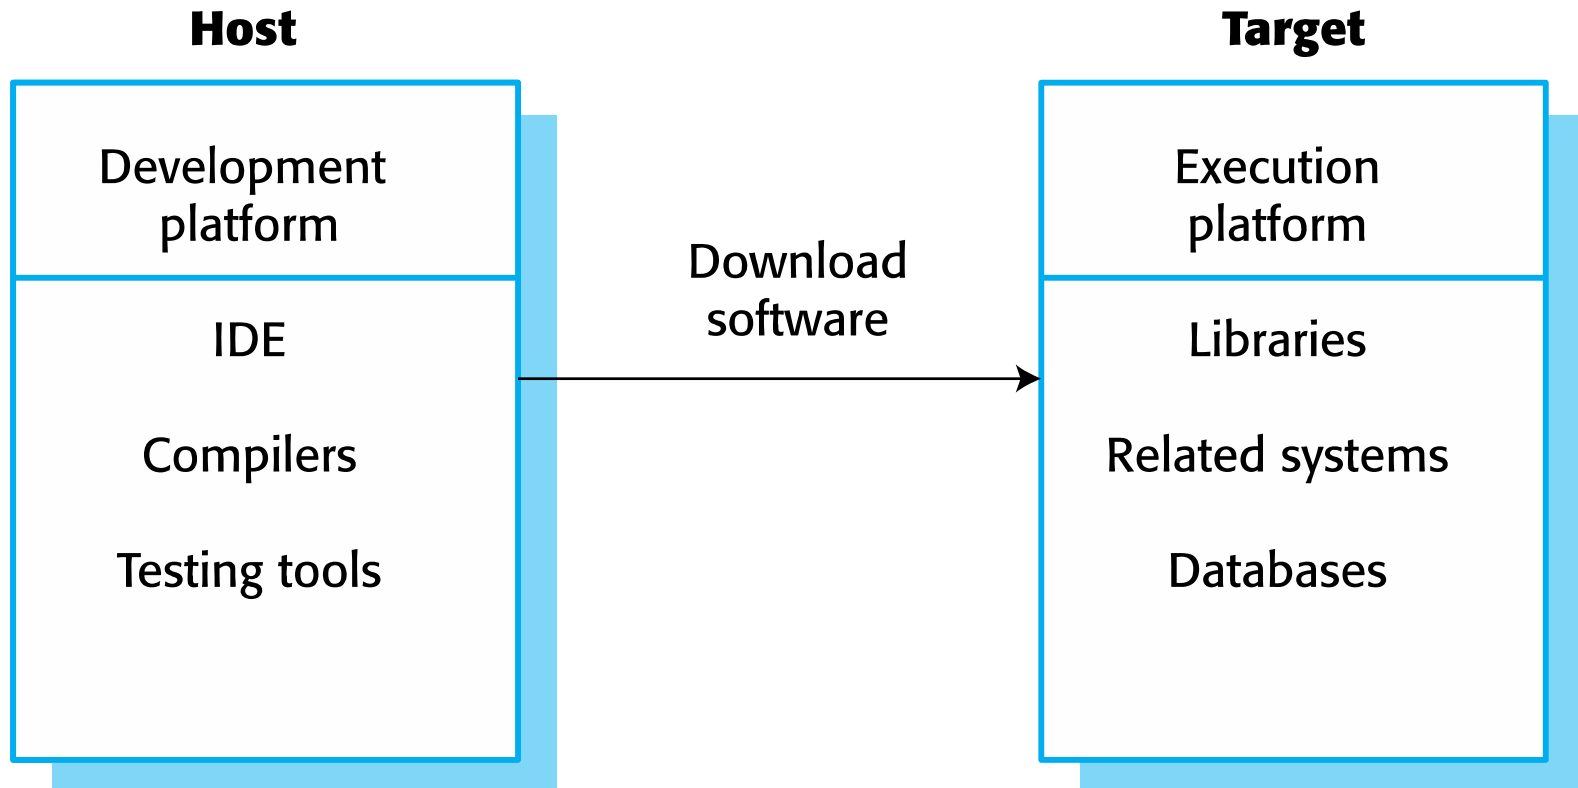 Host
Development
platform
IDE
Compilers
Testing tools
Download
software
Target
Execution
platform
Libraries
Related systems
Databases